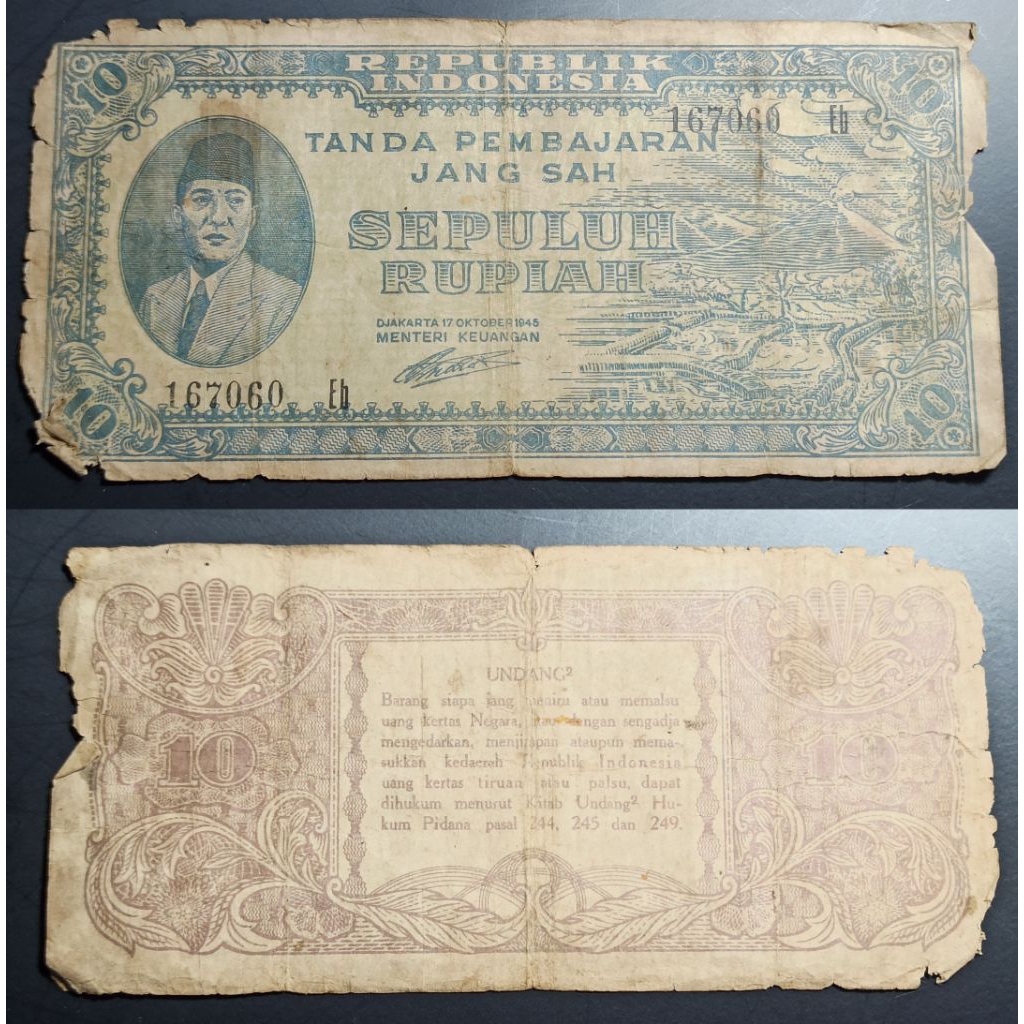 10
REPUBLIK
INDONESIA
10
167060 Eb
TANDA PEMBAJARAN
JANG SAH
SEPULUH
RUPIAH
DJAKARTA 17 OKTOBER 1945
MENTERI KEUANGAN
167060 Eb
10
10
UNDANG²
Barang siapa jang meniru atau memalsu
uang kertas Negara, atau dengan sengadja
mengedarkan, menjimpan ataupun mema-
sukkan kedaerah Republik Indonesia
uang kertas tiruan atau palsu, dapat
dihukum menurut Kitab Undang² Hu-
kum Pidana pasal 244, 245 dan 249.
10
10